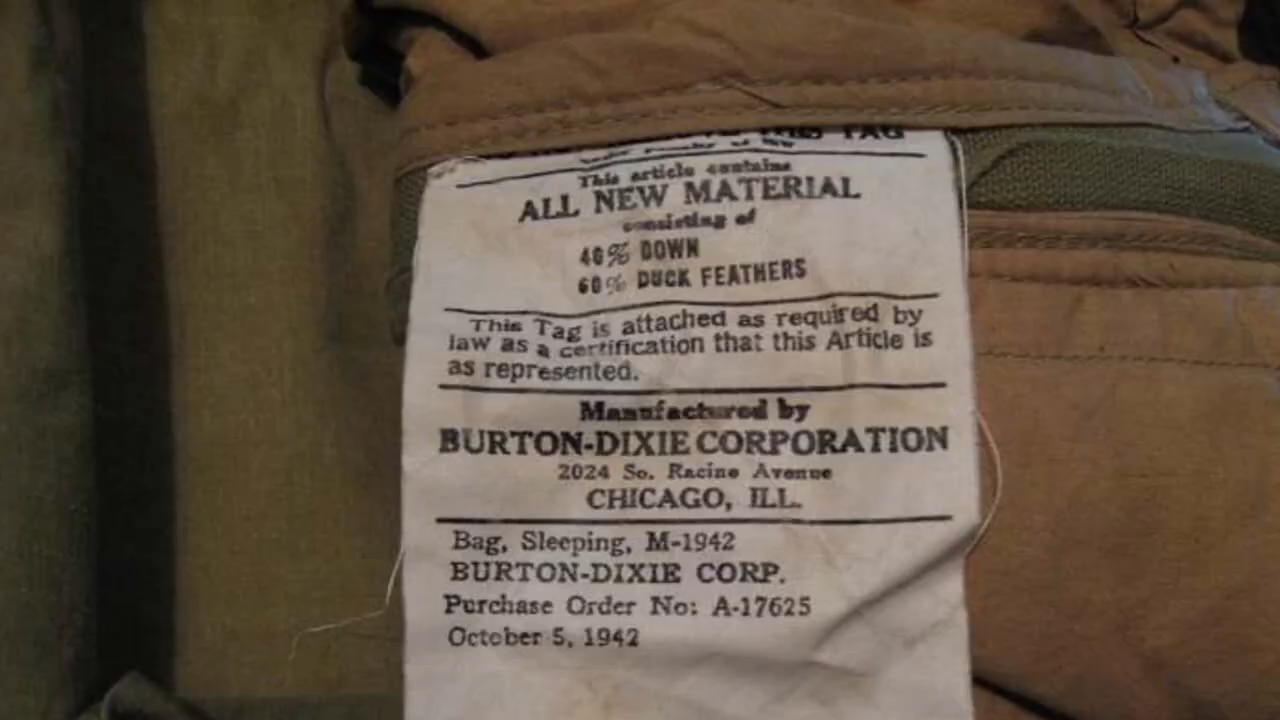 THIS TAG
This article contains
ALL NEW MATERIAL
consisting of
40% DOWN
60% DUCK FEATHERS
This Tag is attached as required by
law as a certification that this Article is
as represented.
Manufactured by
BURTON-DIXIE CORPORATION
2024 So. Racine Avenue
CHICAGO, ILL.
Bag, Sleeping, M-1942
BURTON-DIXIE CORP.
Purchase Order No: A-17625
October 5, 1942